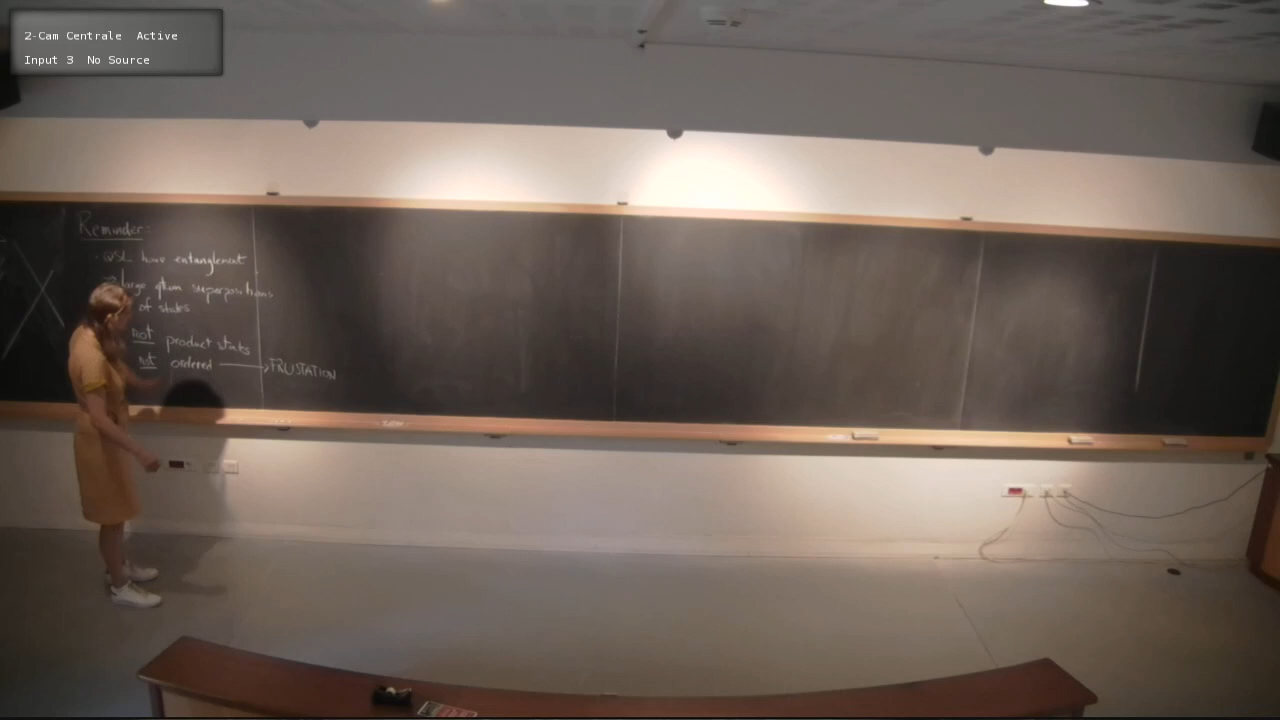 2-Cam Centrale Active
Input 3 No Source
Reminder:
· QSL have entanglement
large qtum superpositions
of states
not product states
not ordered → FRUSTATION